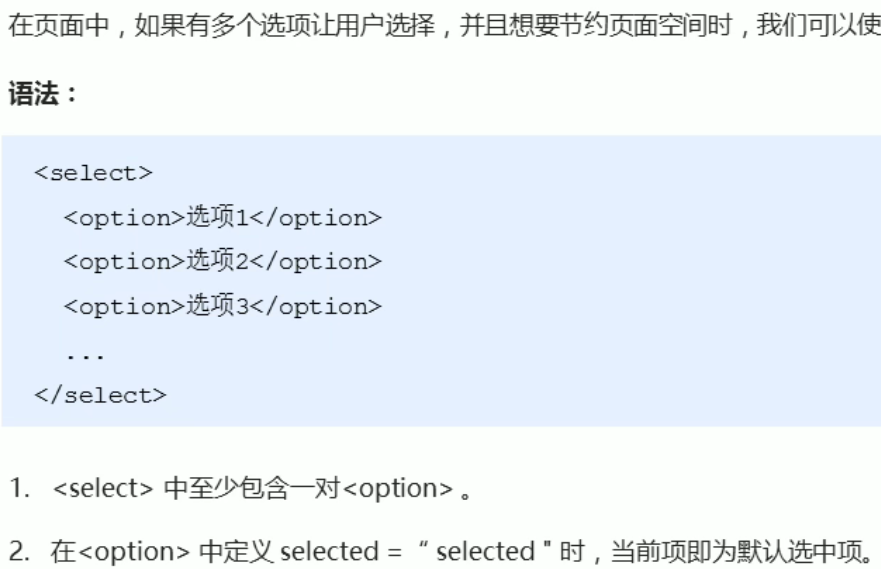 在页面中，如果有多个选项让用户选择，并且想要节约页面空间时，我们可以使
语法：
<select>
<option>选项1</option>
<option>选项2</option>
<option>选项3</option>
...
</select>
1. <select> 中至少包含一对<option> 。
2. 在<option> 中定义 selected = “ selected " 时，当前项即为默认选中项。